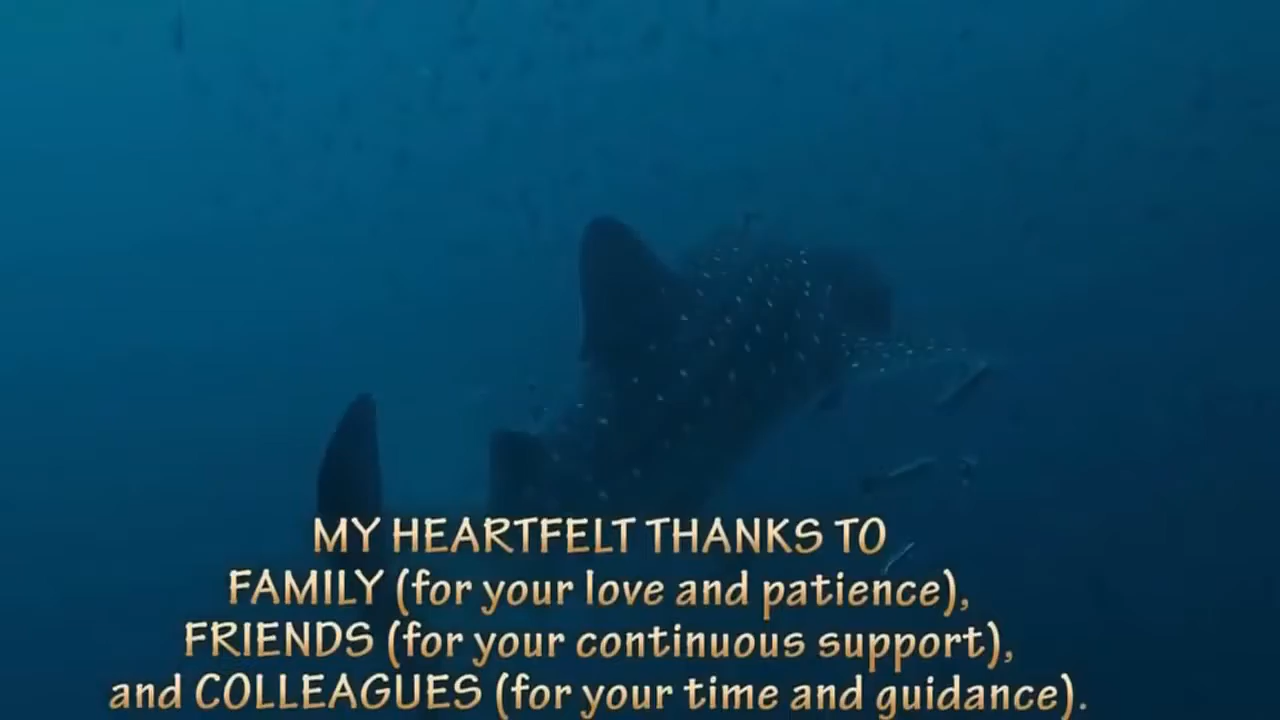 MY HEARTFELT THANKS TO
FAMILY (for your love and patience),
FRIENDS (for your continuous support),
and COLLEAGUES (for your time and guidance).